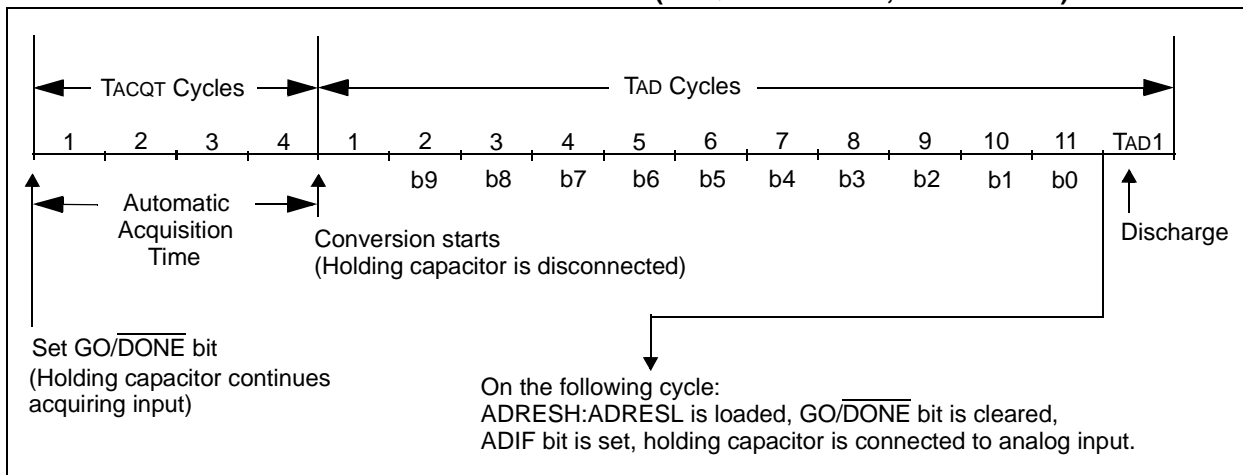 TACQT Cycles
TAD Cycles
1 2 3 4 1 2 3 4 5 6 7 8 9 10 11 TAD1
b9 b8 b7 b6 b5 b4 b3 b2 b1 b0
Automatic
Acquisition
Time
Conversion starts
(Holding capacitor is disconnected)
Discharge
Set GO/DONE bit
(Holding capacitor continues
acquiring input)
On the following cycle:
ADRESH:ADRESL is loaded, GO/DONE bit is cleared,
ADIF bit is set, holding capacitor is connected to analog input.